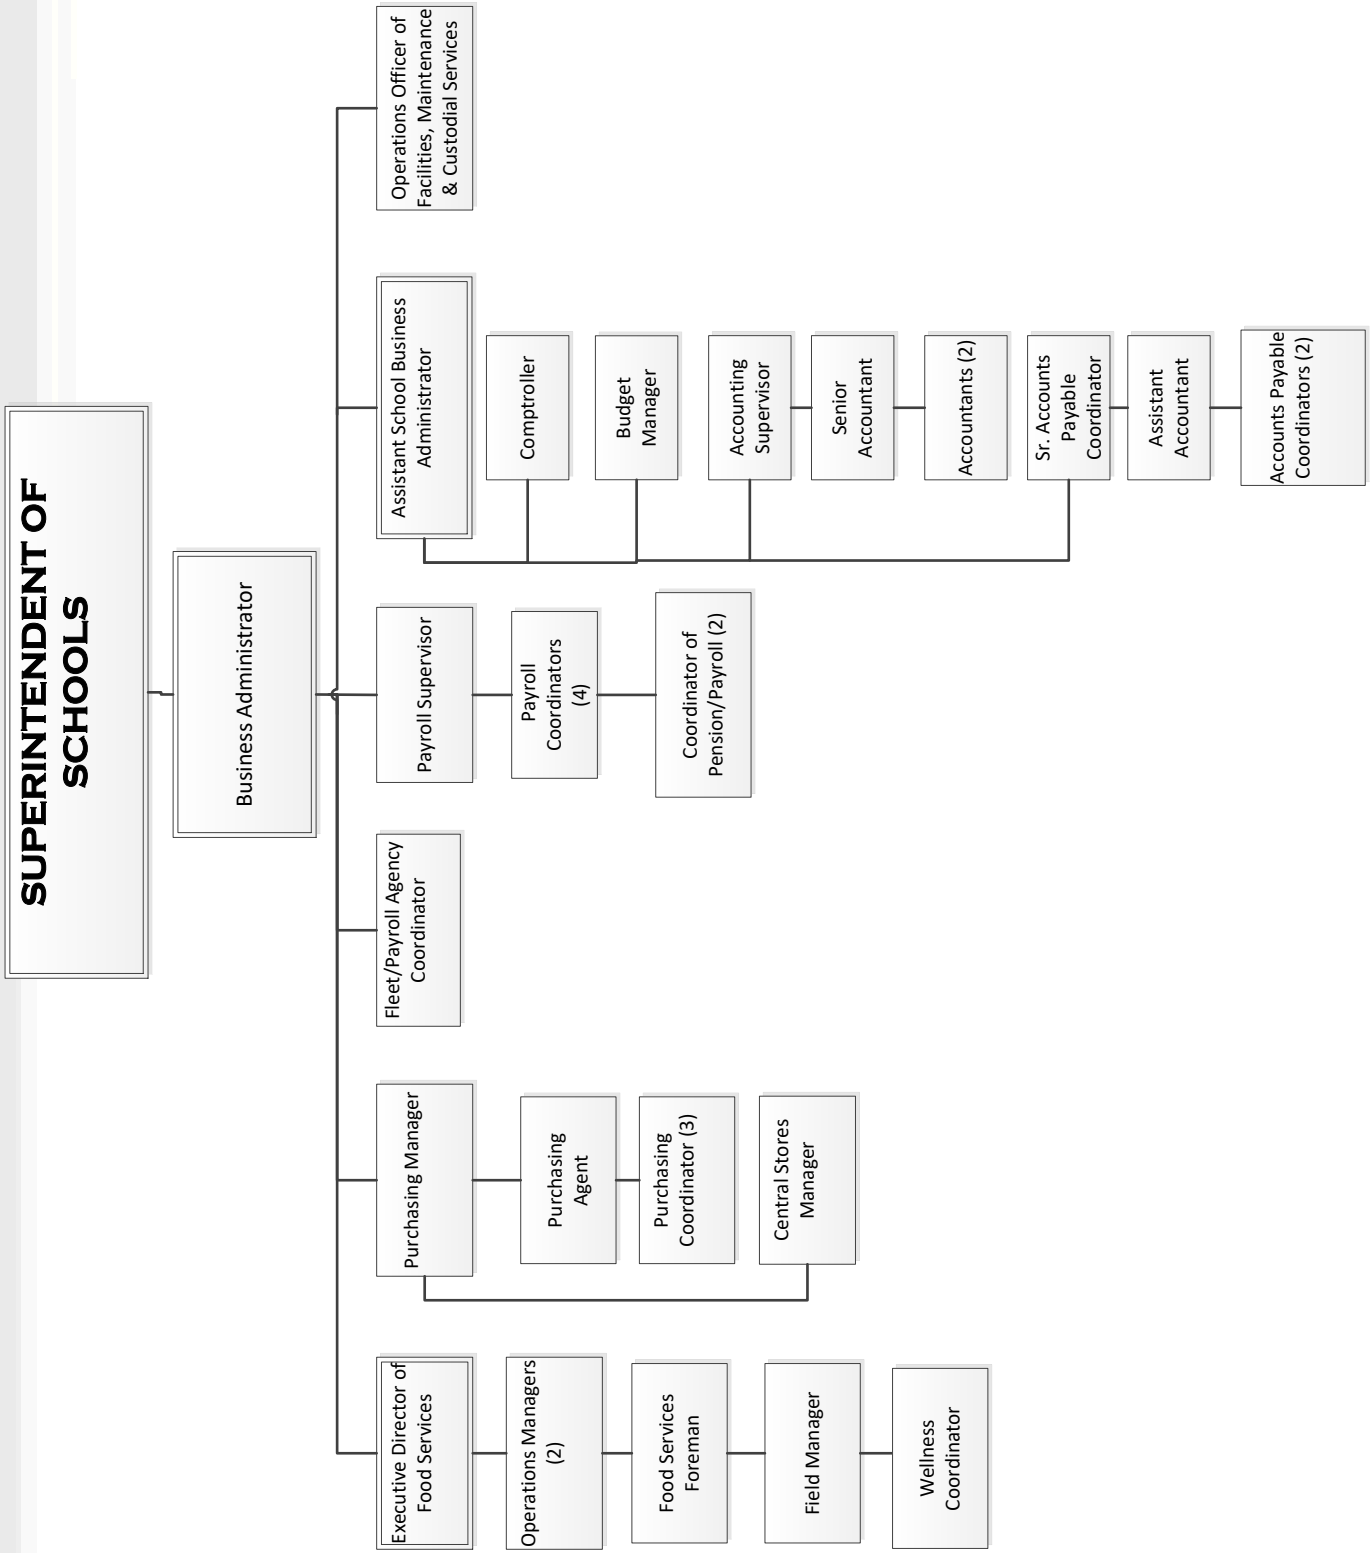 SUPERINTENDENT OF
SCHOOLS
Business Administrator
Executive Director of
Food Services
Operations Managers
(2)
Food Services
Foreman
Field Manager
Wellness
Coordinator
Purchasing Manager
Purchasing
Agent
Purchasing
Coordinator (3)
Central Stores
Manager
Fleet/Payroll Agency
Coordinator
Payroll Supervisor
Payroll
Coordinators
(4)
Coordinator of
Pension/Payroll (2)
Assistant School Business
Administrator
Comptroller
Budget
Manager
Accounting
Supervisor
Senior
Accountant
Accountants (2)
Sr. Accounts
Payable
Coordinator
Assistant
Accountant
Accounts Payable
Coordinators (2)
Operations Officer of
Facilities, Maintenance
& Custodial Services